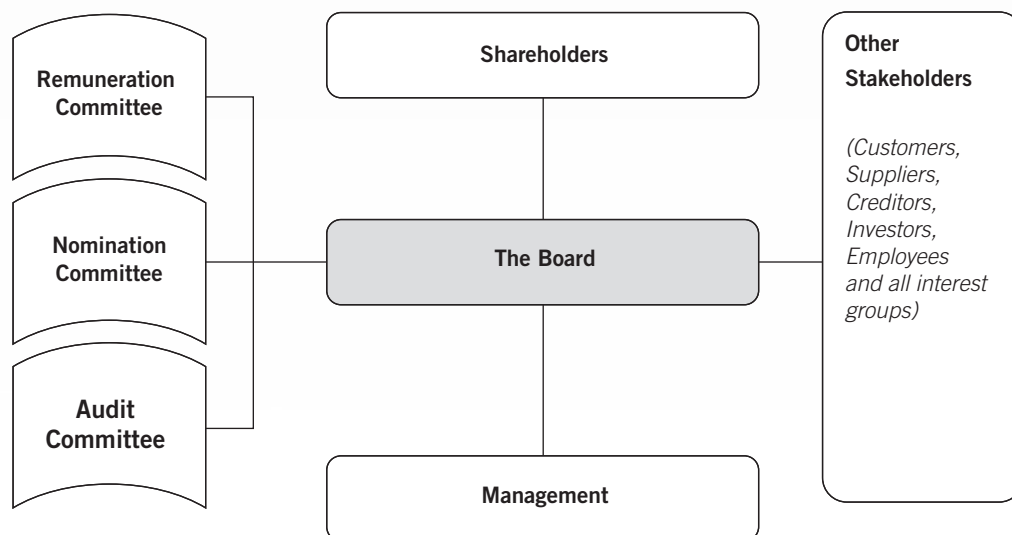 Remuneration
Committee
Nomination
Committee
Audit
Committee
Shareholders
The Board
Management
Other
Stakeholders
(Customers,
Suppliers,
Creditors,
Investors,
Employees
and all interest
groups)